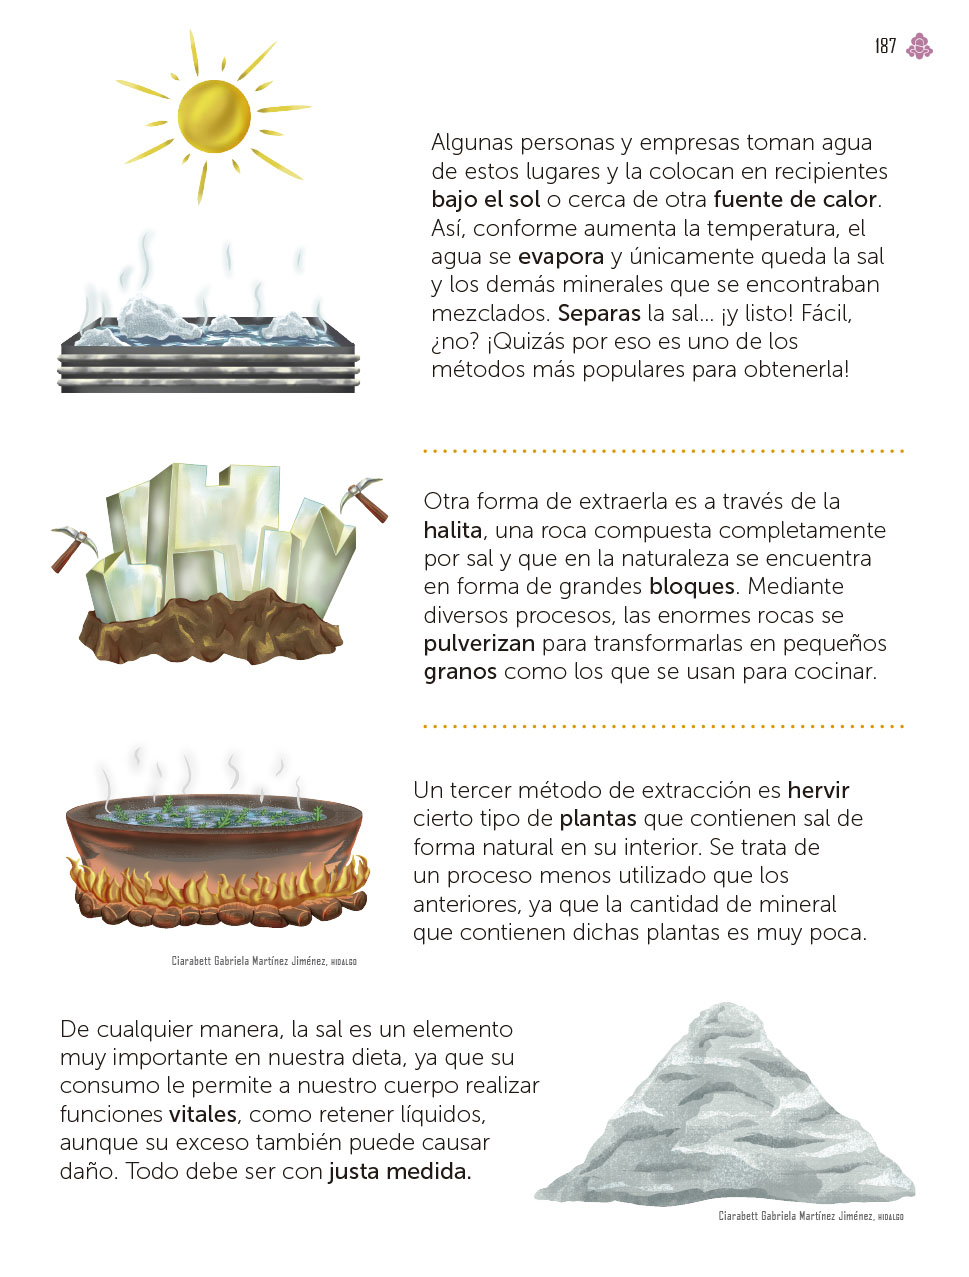 187
Algunas personas y empresas toman agua
de estos lugares y la colocan en recipientes
bajo el sol o cerca de otra fuente de calor.
Así, conforme aumenta la temperatura, el
agua se evapora y únicamente queda la sal
y los demás minerales que se encontraban
mezclados. Separas la sal... ¡y listo! Fácil,
¿no? ¡Quizás por eso es uno de los
métodos más populares para obtenerla!
Otra forma de extraerla es a través de la
halita, una roca compuesta completamente
por sal y que en la naturaleza se encuentra
en forma de grandes bloques. Mediante
diversos procesos, las enormes rocas se
pulverizan para transformarlas en pequeños
granos como los que se usan para cocinar.
Un tercer método de extracción es hervir
cierto tipo de plantas que contienen sal de
forma natural en su interior. Se trata de
un proceso menos utilizado que los
anteriores, ya que la cantidad de mineral
que contienen dichas plantas es muy poca.
Ciarabett Gabriela Martínez Jiménez, HIDALGO
De cualquier manera, la sal es un elemento
muy importante en nuestra dieta, ya que su
consumo le permite a nuestro cuerpo realizar
funciones vitales, como retener líquidos,
aunque su exceso también puede causar
daño. Todo debe ser con justa medida.
Ciarabett Gabriela Martínez Jiménez, HIDALGO